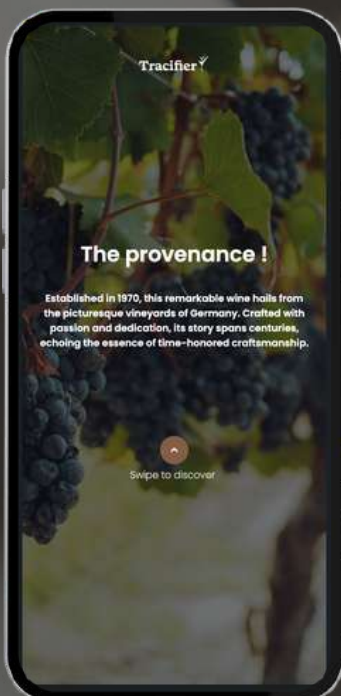 Tracifier
The provenance !
Established in 1970, this remarkable wine hails from
the picturesque vineyards of Germany. Crafted with
passion and dedication, its story spans centuries,
echoing the essence of time-honored craftsmanship.
Swipe to discover